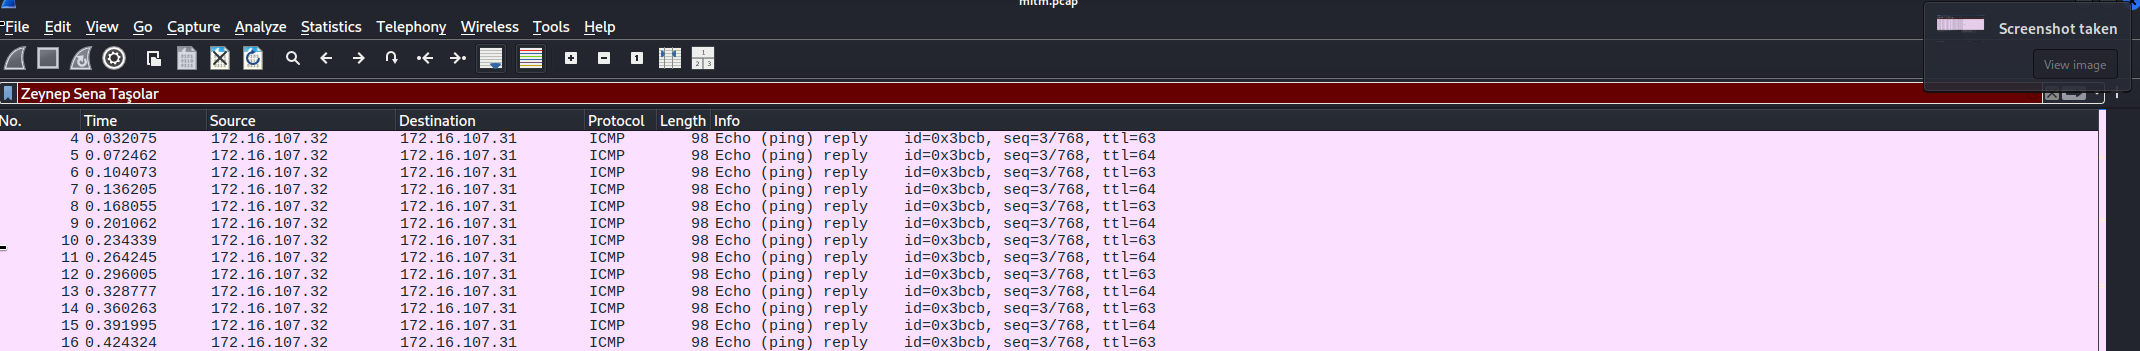 mitm.pcap
File Edit View Go Capture Analyze Statistics Telephony Wireless Tools Help
Screenshot taken
View image
Zeynep Sena Taşolar
No. Time Source Destination Protocol Length Info
4 0.032075 172.16.107.32 172.16.107.31 ICMP 98 Echo (ping) reply id=0x3bcb, seq=3/768, ttl=63
5 0.072462 172.16.107.32 172.16.107.31 ICMP 98 Echo (ping) reply id=0x3bcb, seq=3/768, ttl=64
6 0.104073 172.16.107.32 172.16.107.31 ICMP 98 Echo (ping) reply id=0x3bcb, seq=3/768, ttl=63
7 0.136205 172.16.107.32 172.16.107.31 ICMP 98 Echo (ping) reply id=0x3bcb, seq=3/768, ttl=64
8 0.168055 172.16.107.32 172.16.107.31 ICMP 98 Echo (ping) reply id=0x3bcb, seq=3/768, ttl=63
9 0.201062 172.16.107.32 172.16.107.31 ICMP 98 Echo (ping) reply id=0x3bcb, seq=3/768, ttl=64
10 0.234339 172.16.107.32 172.16.107.31 ICMP 98 Echo (ping) reply id=0x3bcb, seq=3/768, ttl=63
11 0.264245 172.16.107.32 172.16.107.31 ICMP 98 Echo (ping) reply id=0x3bcb, seq=3/768, ttl=64
12 0.296005 172.16.107.32 172.16.107.31 ICMP 98 Echo (ping) reply id=0x3bcb, seq=3/768, ttl=63
13 0.328777 172.16.107.32 172.16.107.31 ICMP 98 Echo (ping) reply id=0x3bcb, seq=3/768, ttl=64
14 0.360263 172.16.107.32 172.16.107.31 ICMP 98 Echo (ping) reply id=0x3bcb, seq=3/768, ttl=63
15 0.391995 172.16.107.32 172.16.107.31 ICMP 98 Echo (ping) reply id=0x3bcb, seq=3/768, ttl=64
16 0.424324 172.16.107.32 172.16.107.31 ICMP 98 Echo (ping) reply id=0x3bcb, seq=3/768, ttl=63